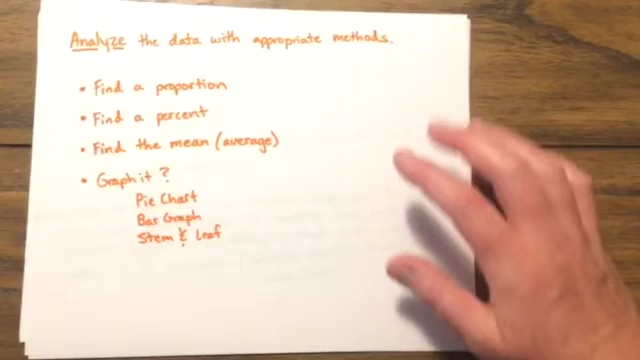 Analyze the data with appropriate methods.
• Find a proportion
• Find a percent
• Find the mean (average)
• Graph it?
Pie Chart
Bar Graph
Stem & Leaf